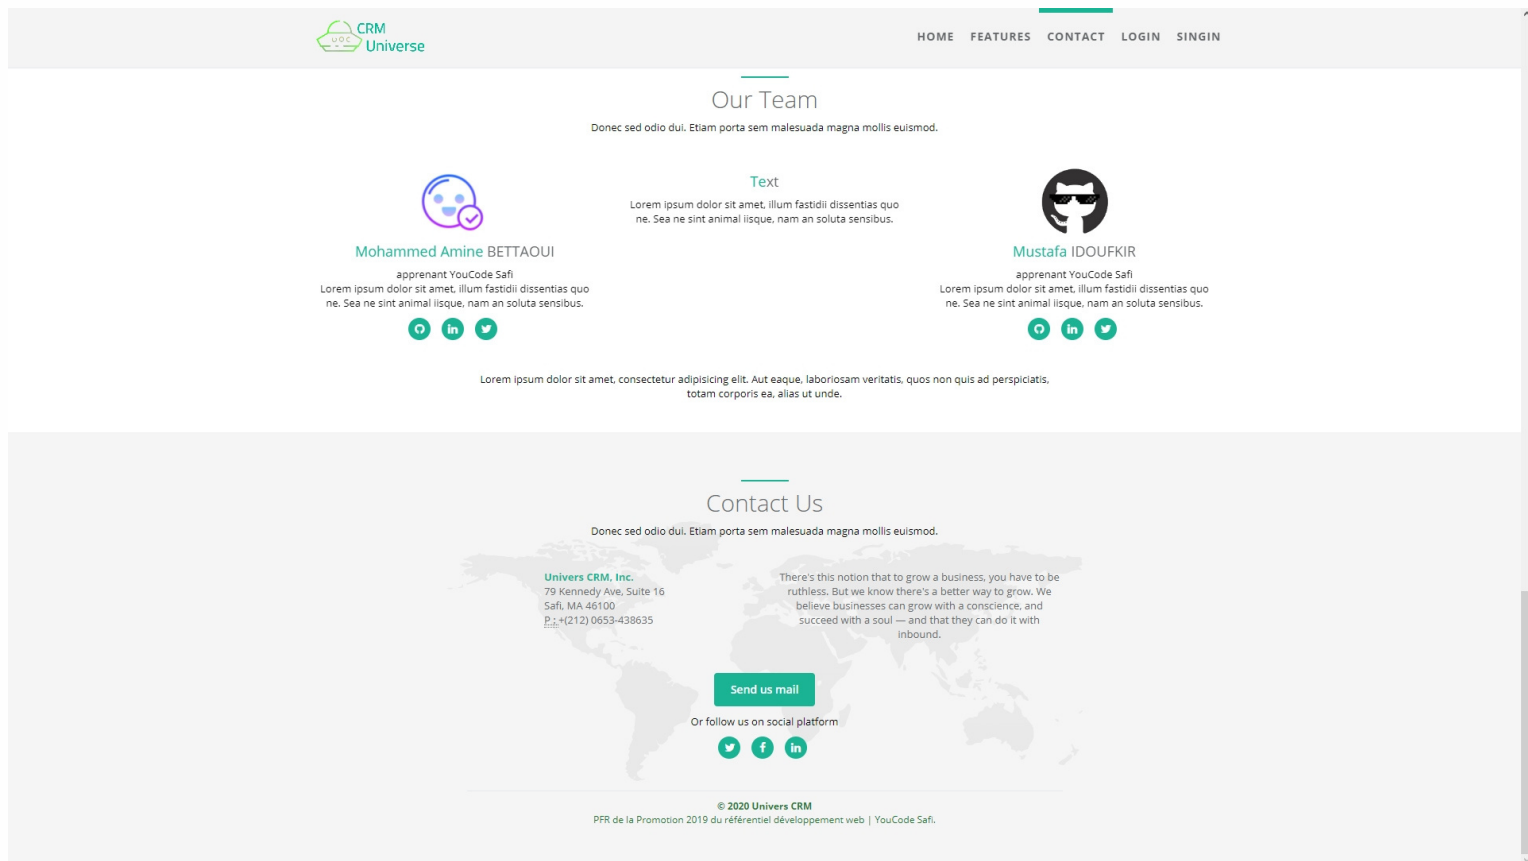 CRM
Universe
UOC
HOME FEATURES CONTACT LOGIN SINGIN
Our Team
Donec sed odio dui. Etiam porta sem malesuada magna mollis euismod.
Mohammed Amine BETTAOUI
apprenant YouCode Safi
Lorem ipsum dolor sit amet, illum fastidii dissentias quo
ne. Sea ne sint animal iisque, nam an soluta sensibus.
in
Text
Lorem ipsum dolor sit amet, illum fastidii dissentias quo
ne. Sea ne sint animal iisque, nam an soluta sensibus.
Mustafa IDOUFKIR
apprenant YouCode Safi
Lorem ipsum dolor sit amet, illum fastidii dissentias quo
ne. Sea ne sint animal iisque, nam an soluta sensibus.
in
Lorem ipsum dolor sit amet, consectetur adipisicing elit. Aut eaque, laboriosam veritatis, quos non quis ad perspiciatis,
totam corporis ea, alias ut unde.
Contact Us
Donec sed odio dui. Etiam porta sem malesuada magna mollis euismod.
Univers CRM, Inc.
79 Kennedy Ave, Suite 16
Safi, MA 46100
P : +(212) 0653-438635
There's this notion that to grow a business, you have to be
ruthless. But we know there's a better way to grow. We
believe businesses can grow with a conscience, and
succeed with a soul — and that they can do it with
inbound.
Send us mail
Or follow us on social platform
f in
© 2020 Univers CRM
PFR de la Promotion 2019 du référentiel développement web | YouCode Safi.